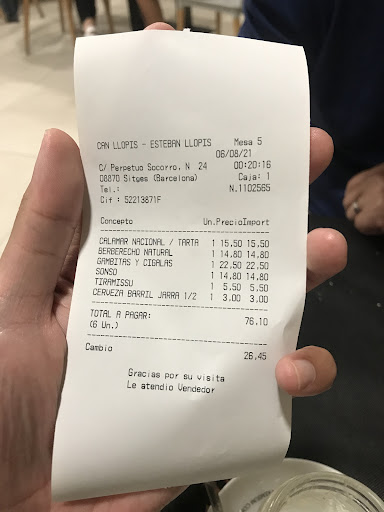 CAN LLOPIS - ESTEBAN LLOPIS Mesa 5
06/08/21
C/ Perpetuo Socorro, N 24 00:20:16
08870 Sitges (Barcelona) Caja: 1
Tel.: N.1102565
Cif : 52213871F
Concepto Un.PrecioImport
CALAMAR NACIONAL / TARTA 1 15.50 15.50
BERBERECHO NATURAL 1 14.80 14.80
GAMBITAS Y CIGALAS 1 22.50 22.50
SONSO 1 14.80 14.80
TIRAMISSU 1 5.50 5.50
CERVEZA BARRIL JARRA 1/2 1 3.00 3.00
TOTAL A PAGAR: 76.10
(6 Un.)
Cambio 26.45
Gracias por su visita
Le atendio Vendedor